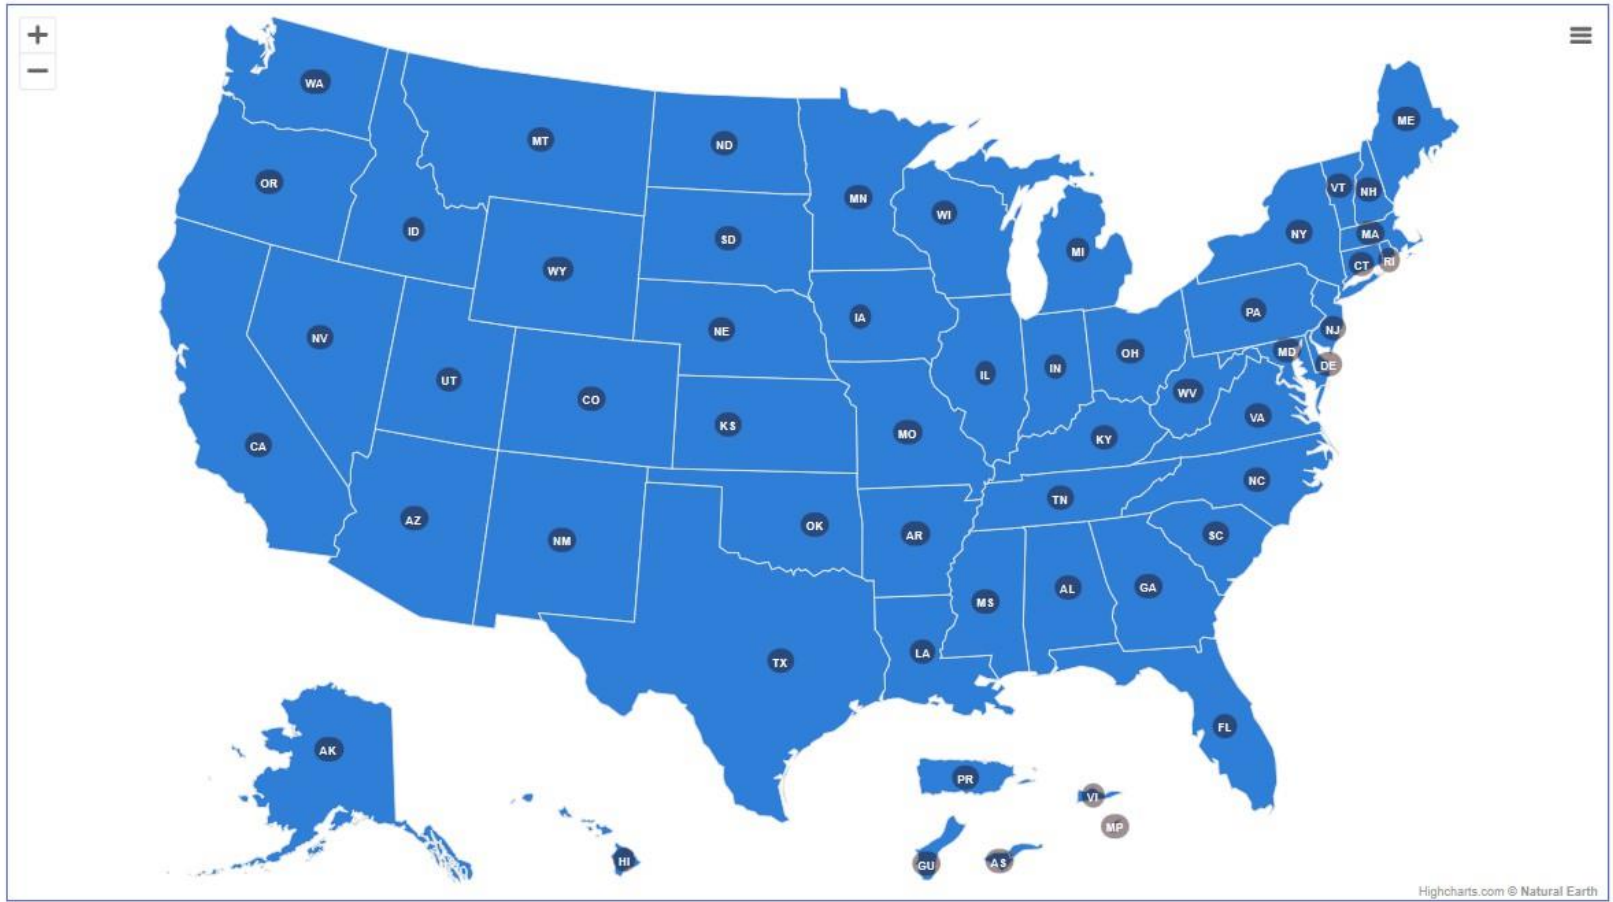 +
−
WA
MT
ND
ME
OR
ID
MN
WI
VT
NH
SD
MI
NY
MA
WY
CT
RI
NV
NE
IA
PA
NJ
UT
CO
IL
IN
OH
MD
DE
KS
MO
WV
VA
CA
KY
AZ
NM
OK
AR
TN
NC
SC
TX
LA
MS
AL
GA
AK
FL
PR
VI
MP
HI
GU
AS
Highcharts.com © Natural Earth